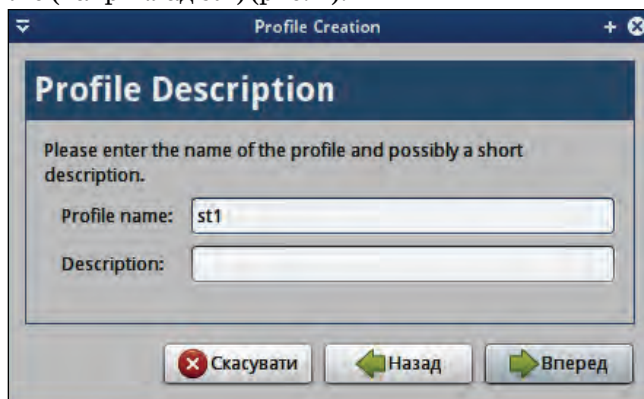 Profile Creation
Profile Description
Please enter the name of the profile and possibly a short
description.
Profile name: st1
Description:
Скасувати Назад Вперед